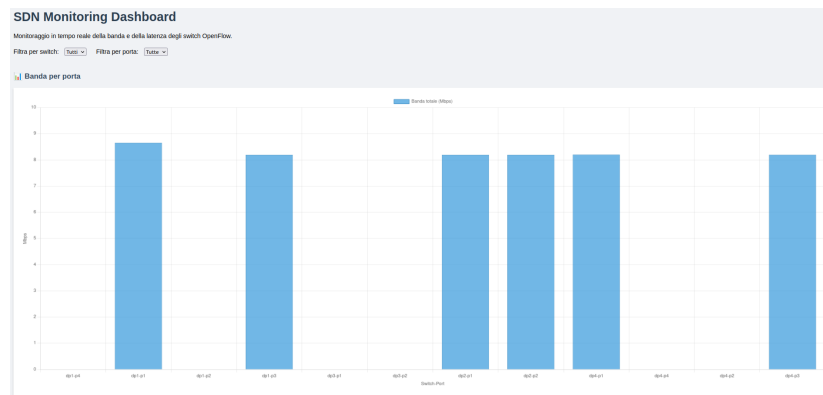 SDN Monitoring Dashboard
Monitoraggio in tempo reale della banda e della latenza degli switch OpenFlow.
Filtra per switch: Tutti Filtra per porta: Tutte
📊 Banda per porta
Banda totale (Mbps)
10
9
8
7
6
5
4
3
2
1
0
Mbps
dp1-p4 dp1-p1 dp1-p2 dp1-p3 dp3-p1 dp3-p2 dp2-p1 dp2-p2 dp4-p1 dp4-p4 dp4-p2 dp4-p3
Switch-Port